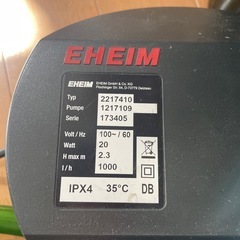 EHEIM
EHEIM EHEIM GmbH & Co. KG
Plochinger Str. 54, D-73779 Deizisau
Typ 2217410
Pumpe 1217109
Serie 173405
Volt / Hz 100~ / 60
Watt 20
H max m 2.3
l / h 1000
IPX4 35°C DB